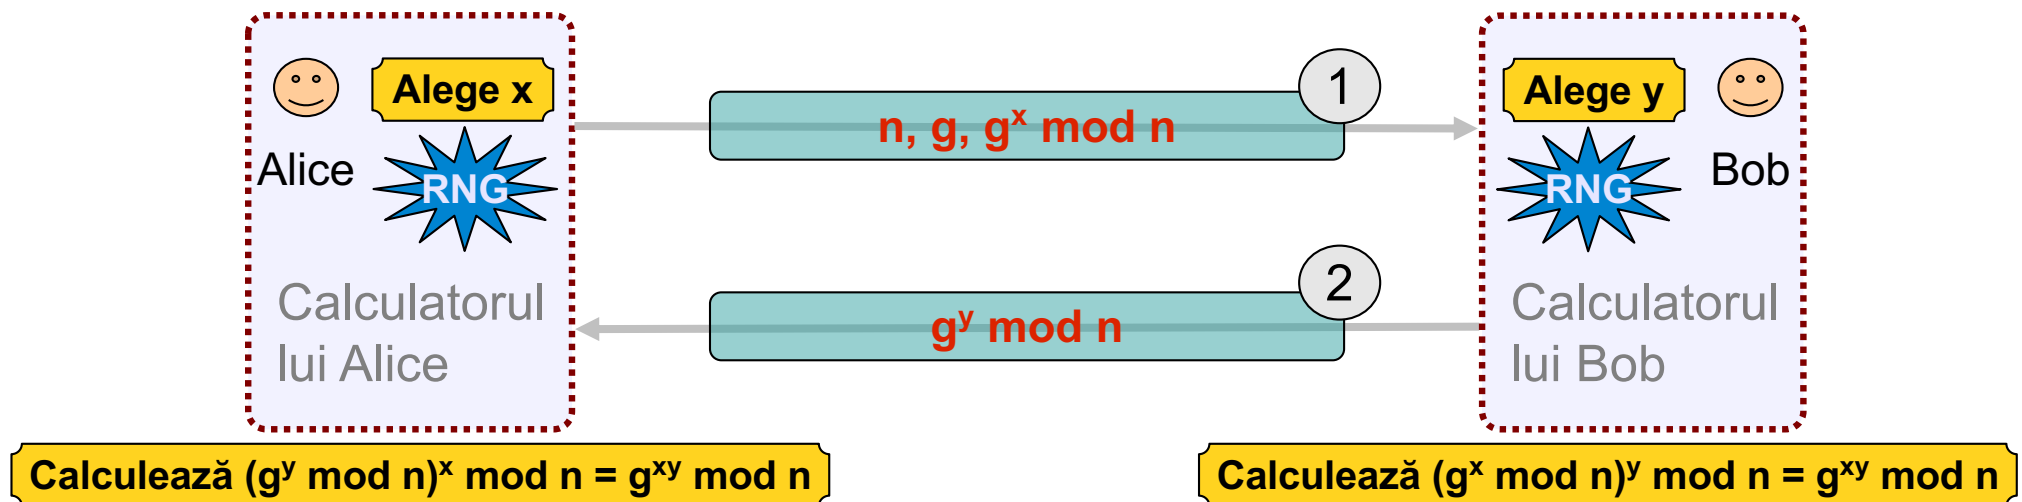 Alege x
Alice
RNG
Calculatorul
lui Alice
n, g, gˣ mod n
1
gʸ mod n
2
Alege y
Bob
RNG
Calculatorul
lui Bob
Calculează (gʸ mod n)ˣ mod n = gˣʸ mod n
Calculează (gˣ mod n)ʸ mod n = gˣʸ mod n